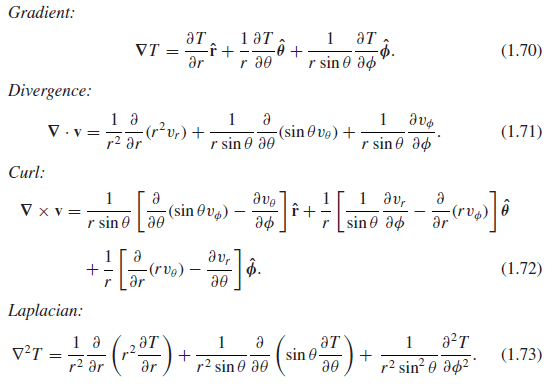 Gradient:
∇T = ∂T/∂r r̂ + 1/r ∂T/∂θ θ̂ + 1/(r sin θ) ∂T/∂ϕ ϕ̂. (1.70)
Divergence:
∇ · v = 1/r² ∂/∂r (r²v_r) + 1/(r sin θ) ∂/∂θ (sin θ v_θ) + 1/(r sin θ) ∂v_ϕ/∂ϕ. (1.71)
Curl:
∇ × v = 1/(r sin θ) [∂/∂θ (sin θ v_ϕ) − ∂v_θ/∂ϕ] r̂ + 1/r [1/(sin θ) ∂v_r/∂ϕ − ∂/∂r (r v_ϕ)] θ̂
+ 1/r [∂/∂r (r v_θ) − ∂v_r/∂θ] ϕ̂. (1.72)
Laplacian:
∇²T = 1/r² ∂/∂r (r² ∂T/∂r) + 1/(r² sin θ) ∂/∂θ (sin θ ∂T/∂θ) + 1/(r² sin² θ) ∂²T/∂ϕ². (1.73)